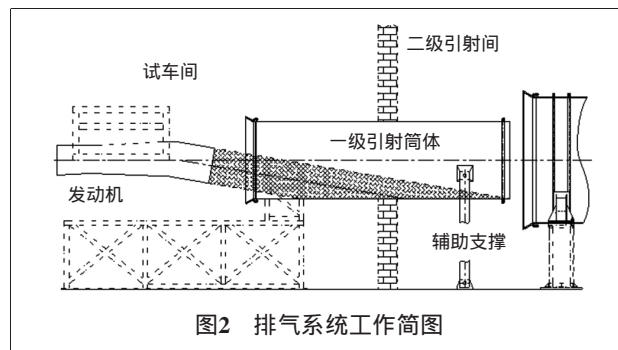 二级引射间
试车间
一级引射筒体
发动机
辅助支撑
图2 排气系统工作简图